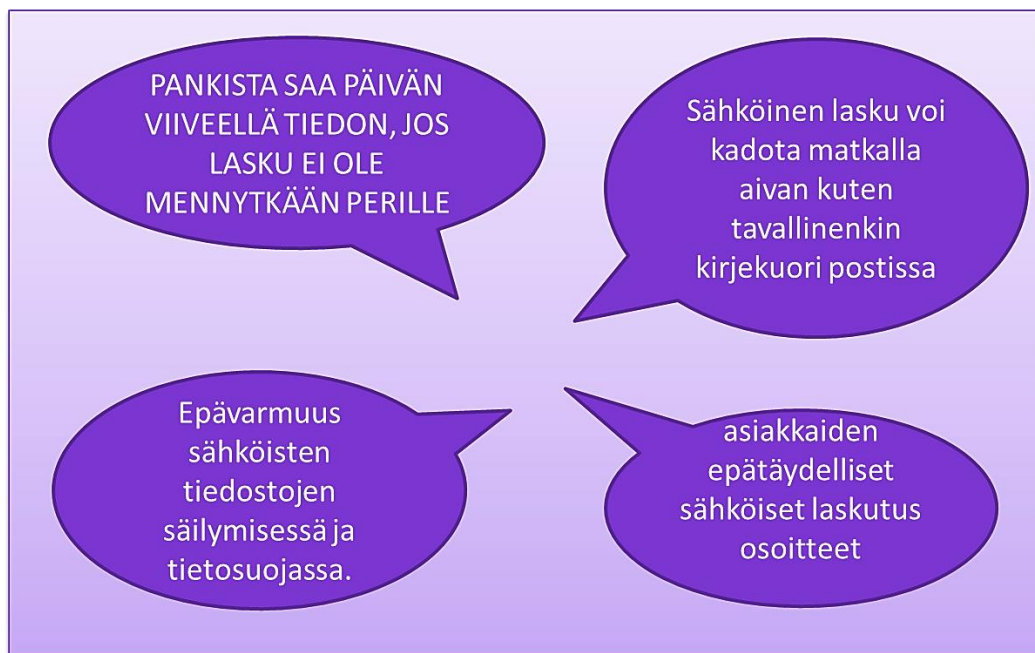 PANKISTA SAA PÄIVÄN
VIIVEELLÄ TIEDON, JOS
LASKU EI OLE
MENNYTKÄÄN PERILLE
Sähköinen lasku voi
kadota matkalla
aivan kuten
tavallinenkin
kirjekuori postissa
Epävarmuus
sähköisten
tiedostojen
säilymisessä ja
tietosuojassa.
asiakkaiden
epätäydelliset
sähköiset laskutus
osoitteet